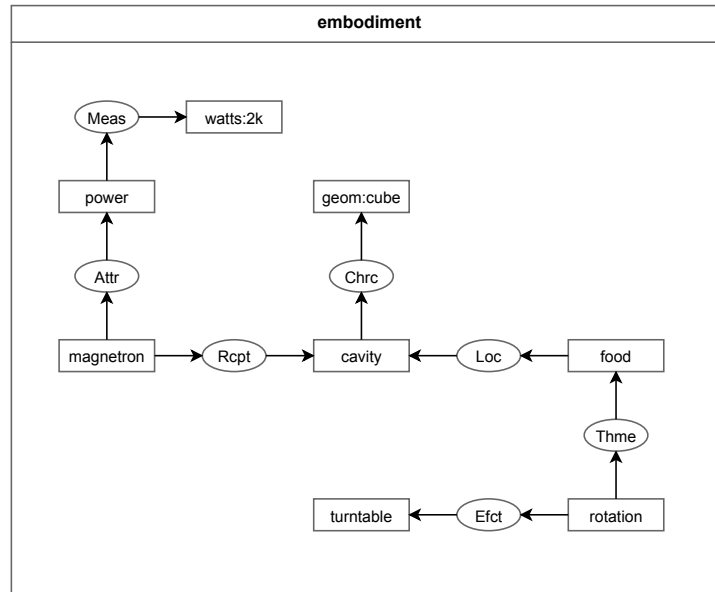 embodiment
Meas
watts:2k
power
geom:cube
Attr
Chrc
magnetron
Rcpt
cavity
Loc
food
Thme
turntable
Efct
rotation